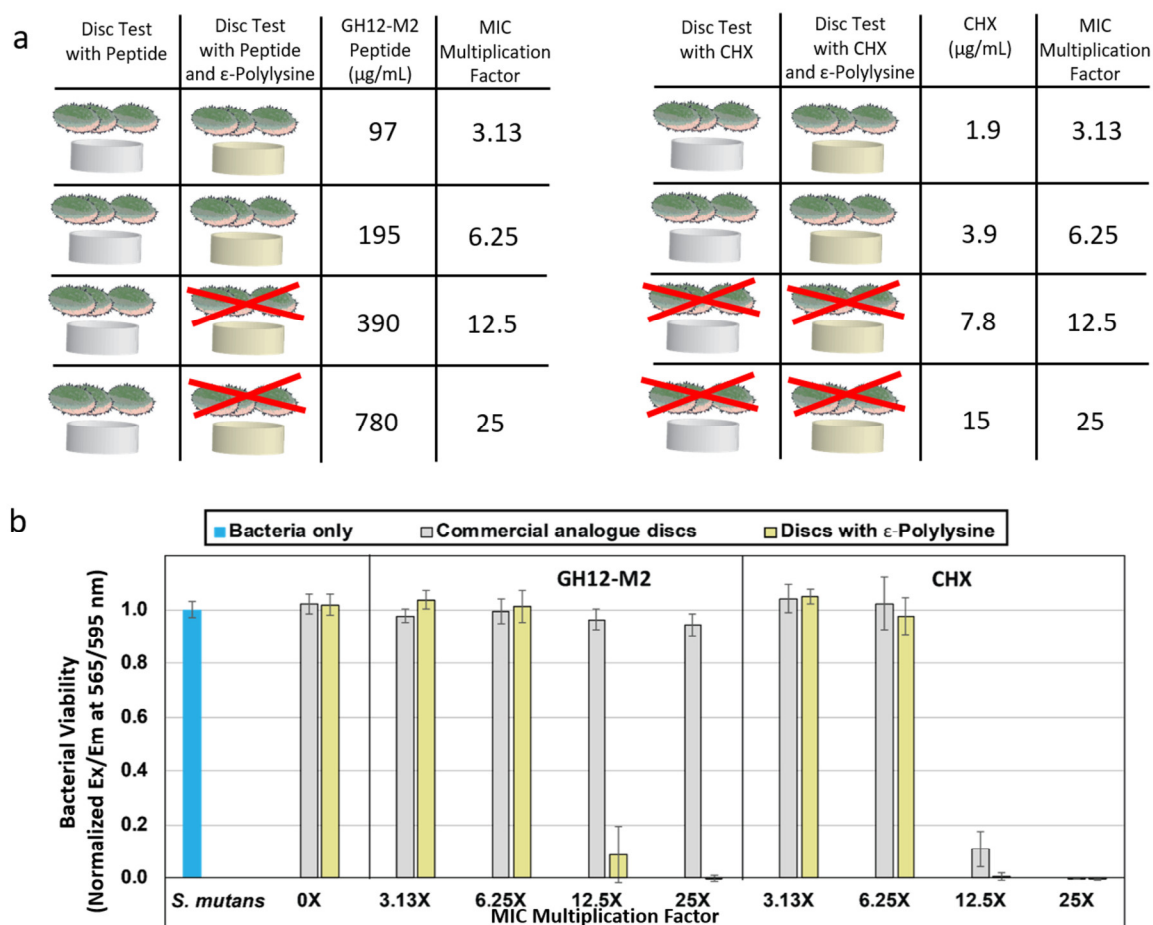 a
Disc Test with Peptide | Disc Test with Peptide and ε-Polylysine | GH12-M2 Peptide (µg/mL) | MIC Multiplication Factor
97 | 3.13
195 | 6.25
390 | 12.5
780 | 25
Disc Test with CHX | Disc Test with CHX and ε-Polylysine | CHX (µg/mL) | MIC Multiplication Factor
1.9 | 3.13
3.9 | 6.25
7.8 | 12.5
15 | 25
b
Bacteria only Commercial analogue discs Discs with ε-Polylysine
GH12-M2 CHX
Bacterial Viability
(Normalized Ex/Em at 565/595 nm)
1.0
0.8
0.6
0.4
0.2
0.0
S. mutans 0X 3.13X 6.25X 12.5X 25X 3.13X 6.25X 12.5X 25X
MIC Multiplication Factor